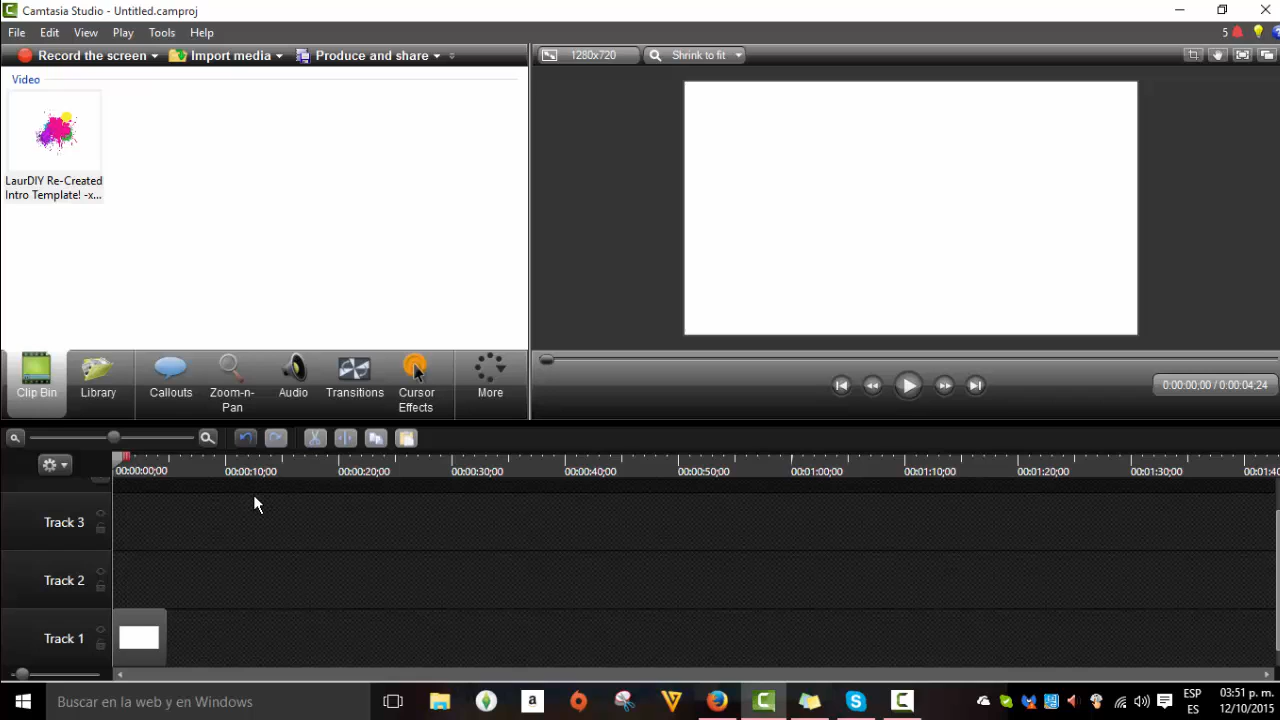 Camtasia Studio - Untitled.camproj
File Edit View Play Tools Help
5
Record the screen Import media Produce and share
1280x720 Shrink to fit
Video
LaurDIY Re-Created
Intro Template! -x...
Clip Bin Library Callouts Zoom-n-
Pan Audio Transitions Cursor
Effects More
0:00:00,00 / 0:00:04,24
00:00:00;00 00:00:10;00 00:00:20;00 00:00:30;00 00:00:40;00 00:00:50;00 00:01:00;00 00:01:10;00 00:01:20;00 00:01:30;00 00:01:40
Track 3
Track 2
Track 1
Buscar en la web y en Windows
a
ESP
ES
03:51 p. m.
12/10/2015